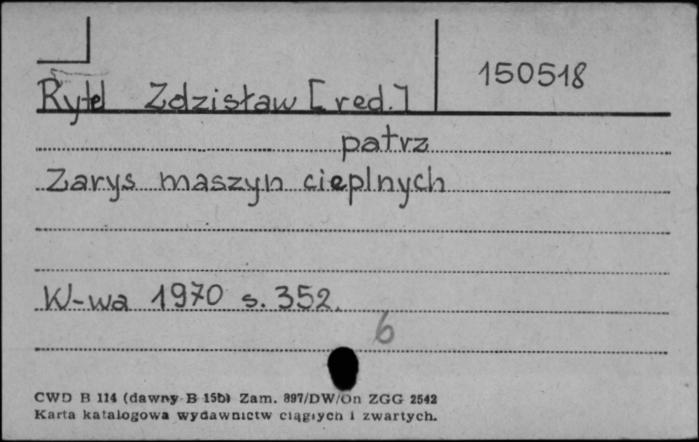 150518
Rytel Zdzisław [red.]
patrz
Zarys maszyn cieplnych
W-wa 1970 s. 352.
6
CWD B 114 (dawny B 15b) Zam. 897/DW/On ZGG 2542
Karta katalogowa wydawnictw ciągłych i zwartych.